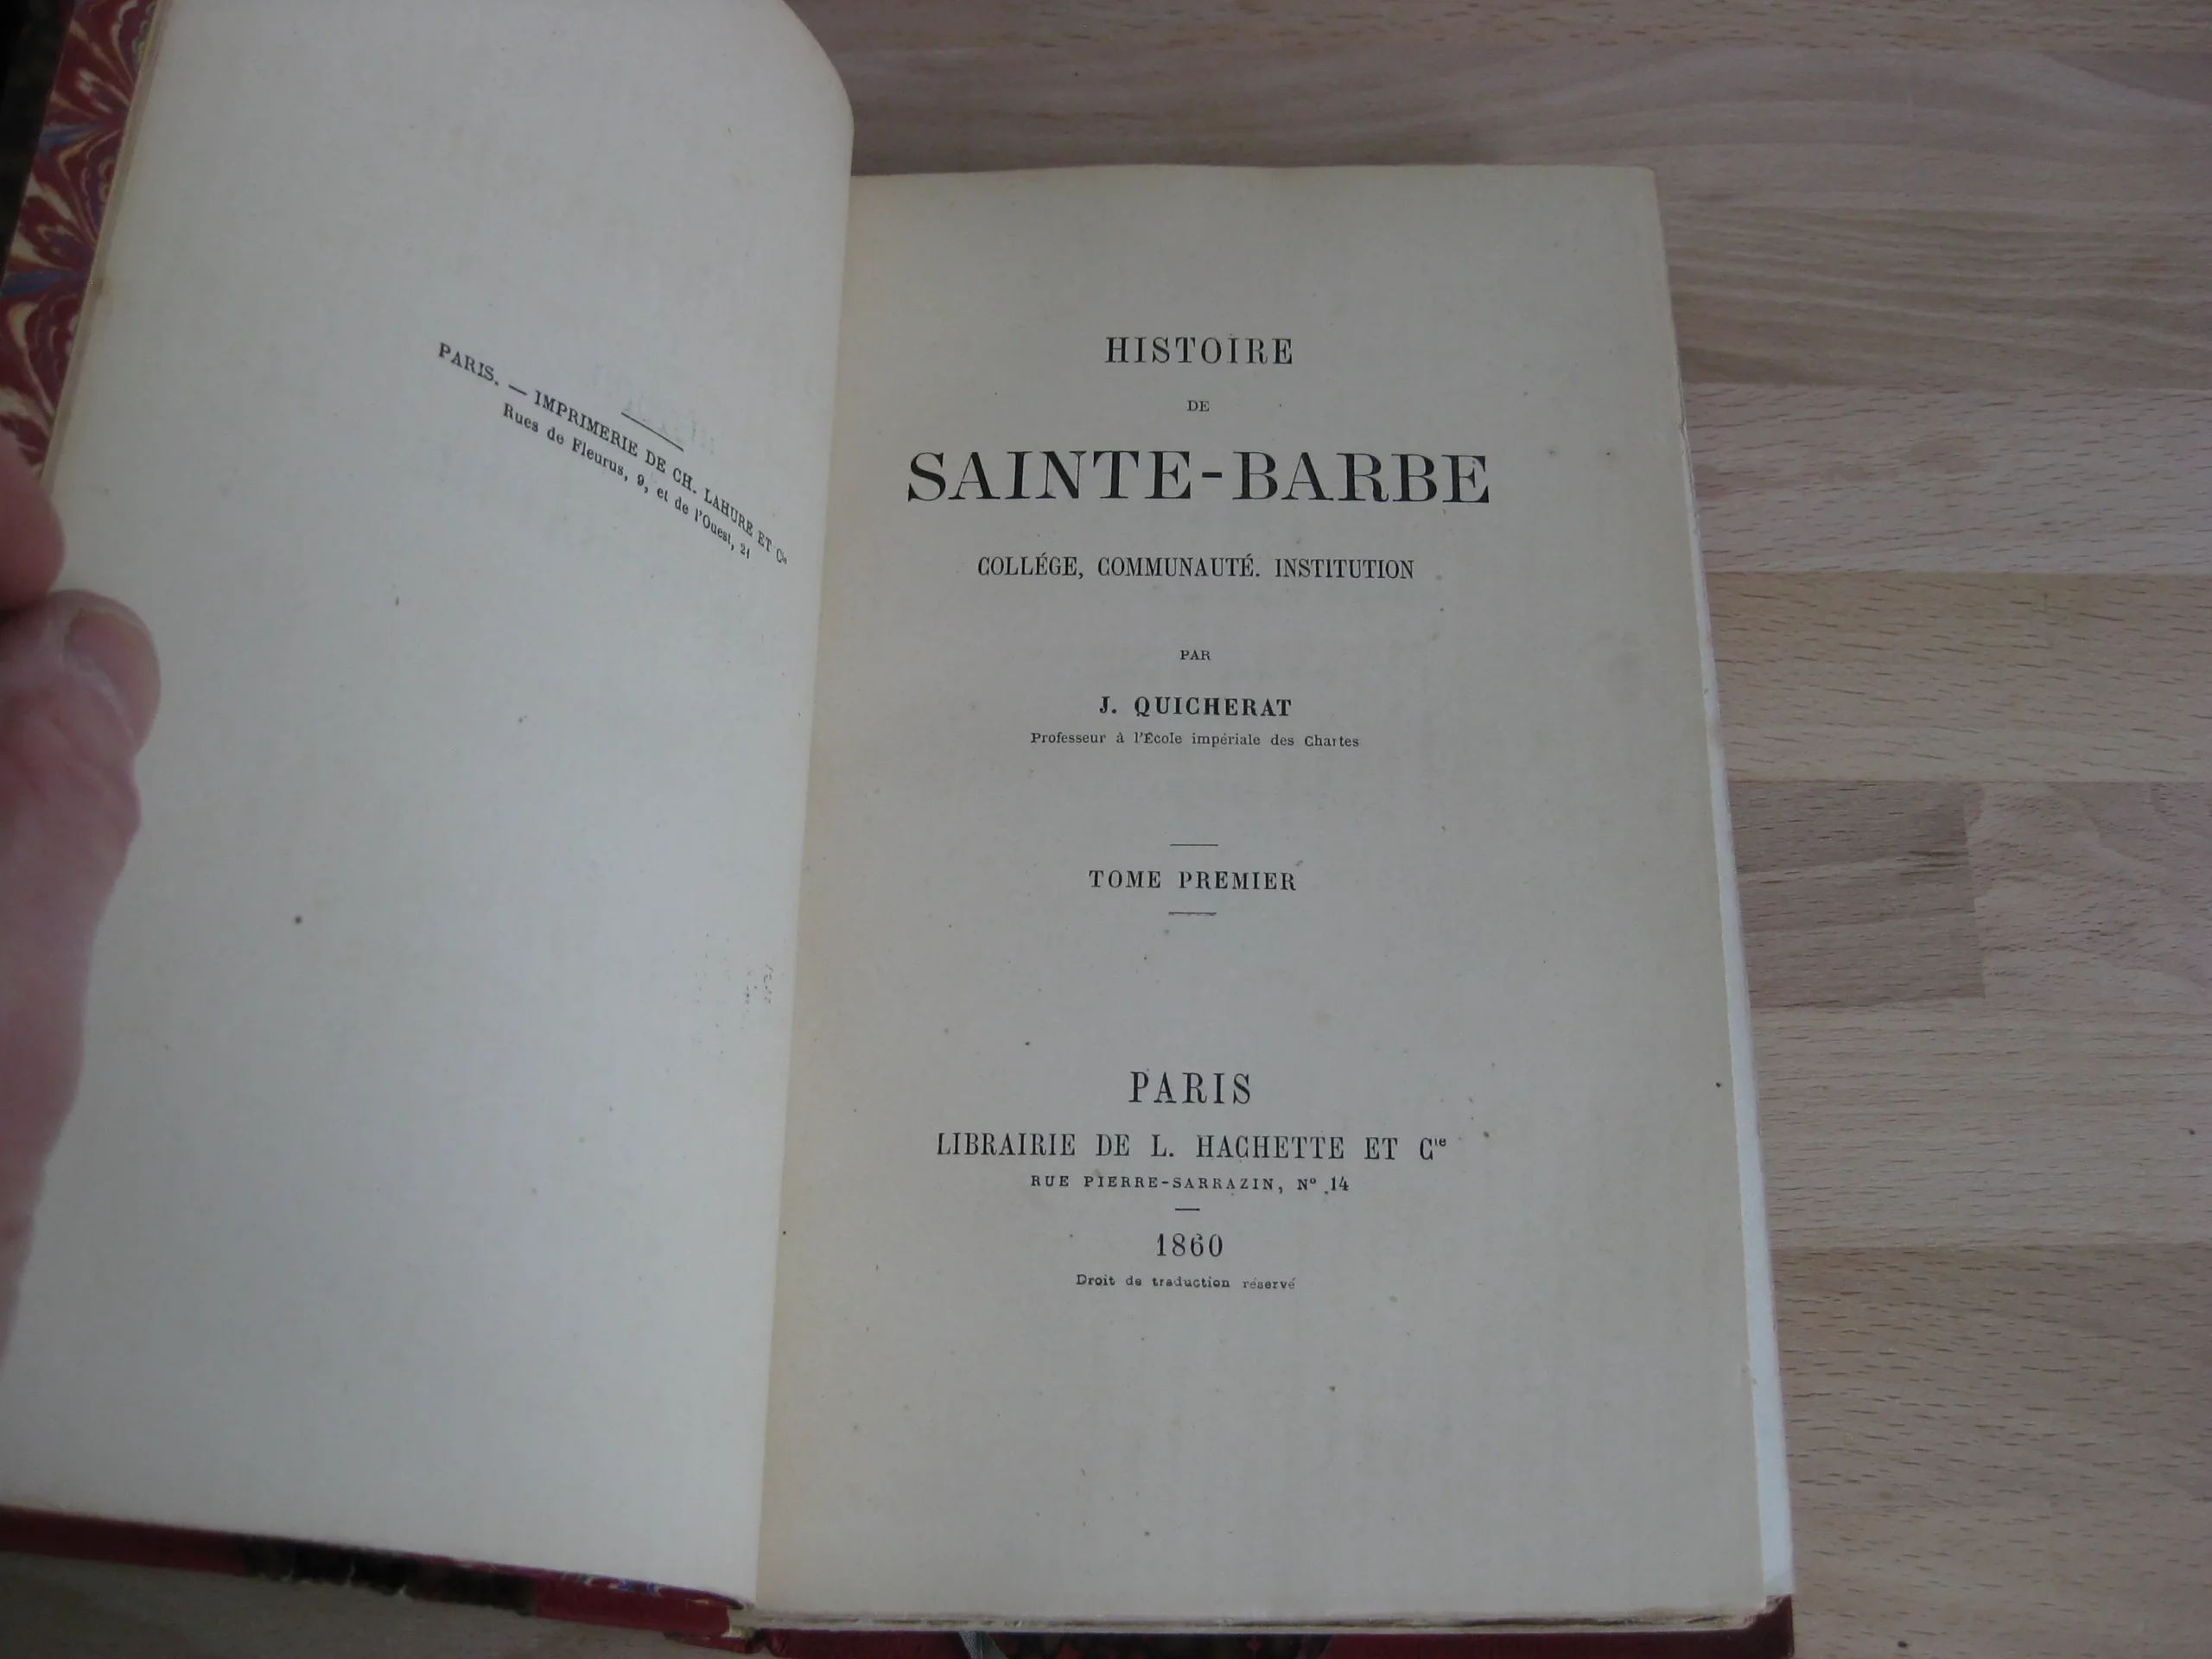 PARIS. — IMPRIMERIE DE CH. LAHURE ET Cie
Rues de Fleurus, 9, et de l'Ouest, 21
HISTOIRE
DE
SAINTE-BARBE
COLLÉGE, COMMUNAUTÉ. INSTITUTION
PAR
J. QUICHERAT
Professeur à l'École impériale des Chartes
TOME PREMIER
PARIS
LIBRAIRIE DE L. HACHETTE ET Cie
RUE PIERRE-SARRAZIN, Nº 14
1860
Droit de traduction réservé